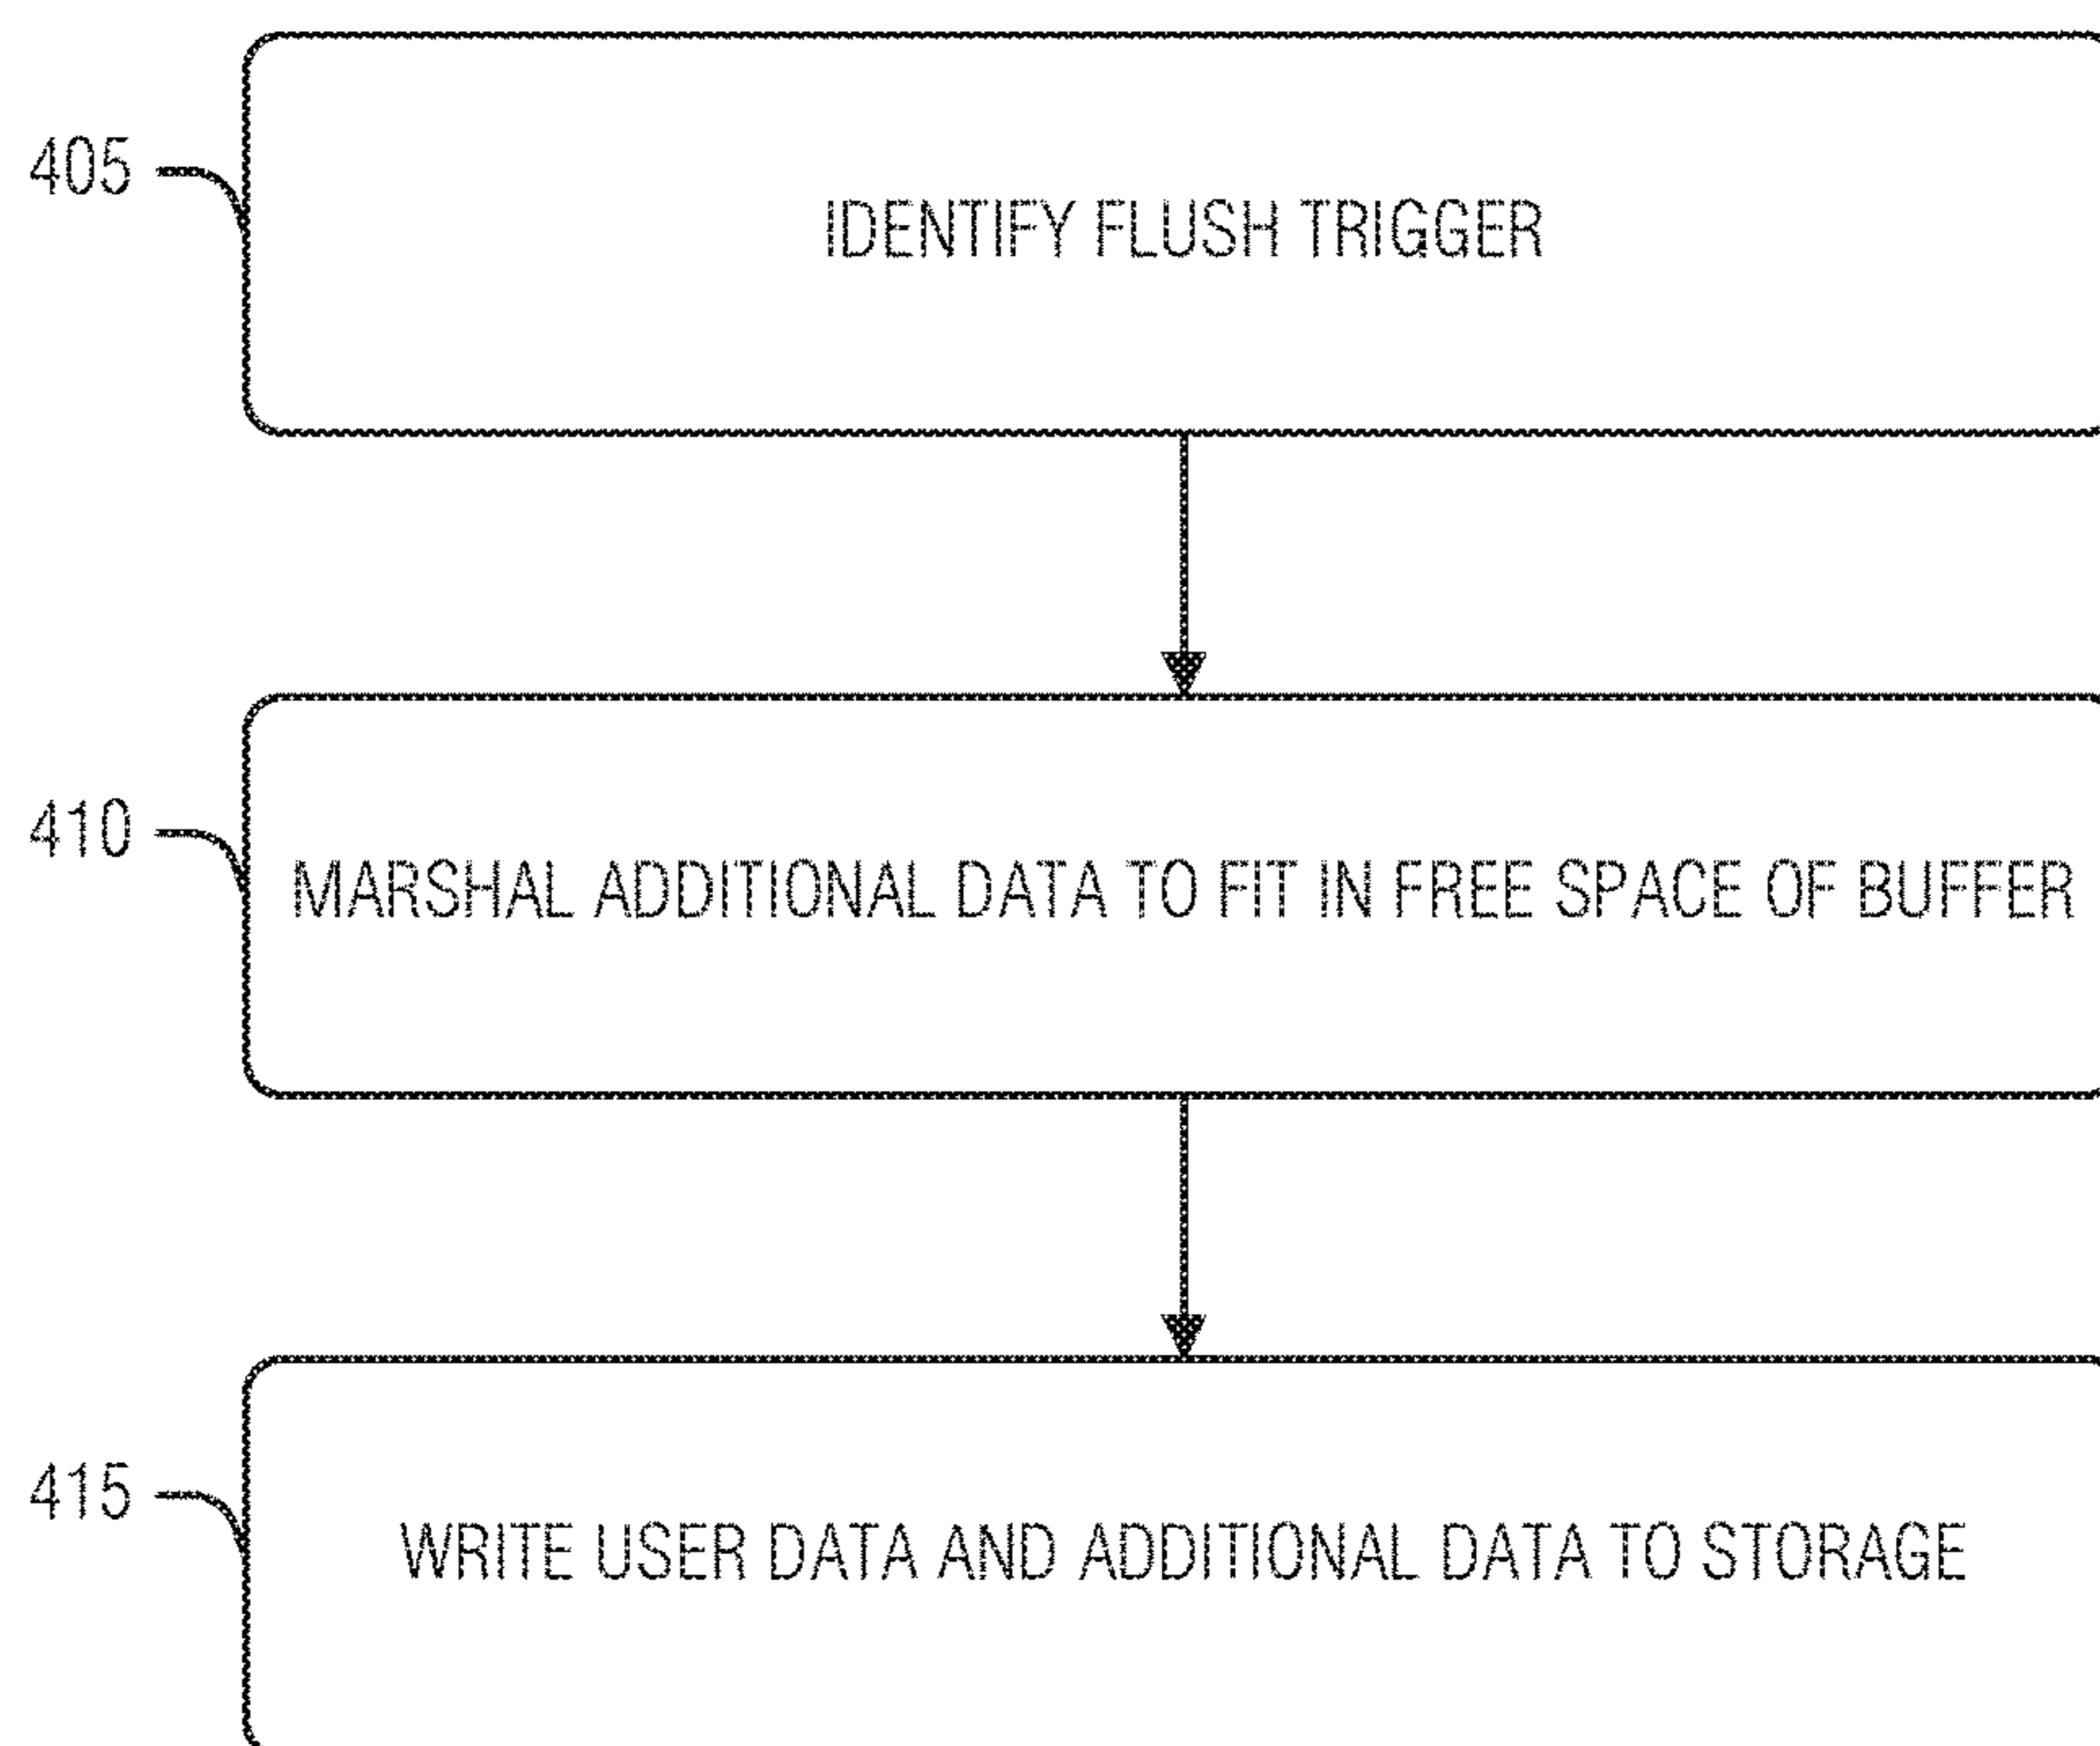 405
IDENTIFY FLUSH TRIGGER
410
MARSHAL ADDITIONAL DATA TO FIT IN FREE SPACE OF BUFFER
415
WRITE USER DATA AND ADDITIONAL DATA TO STORAGE